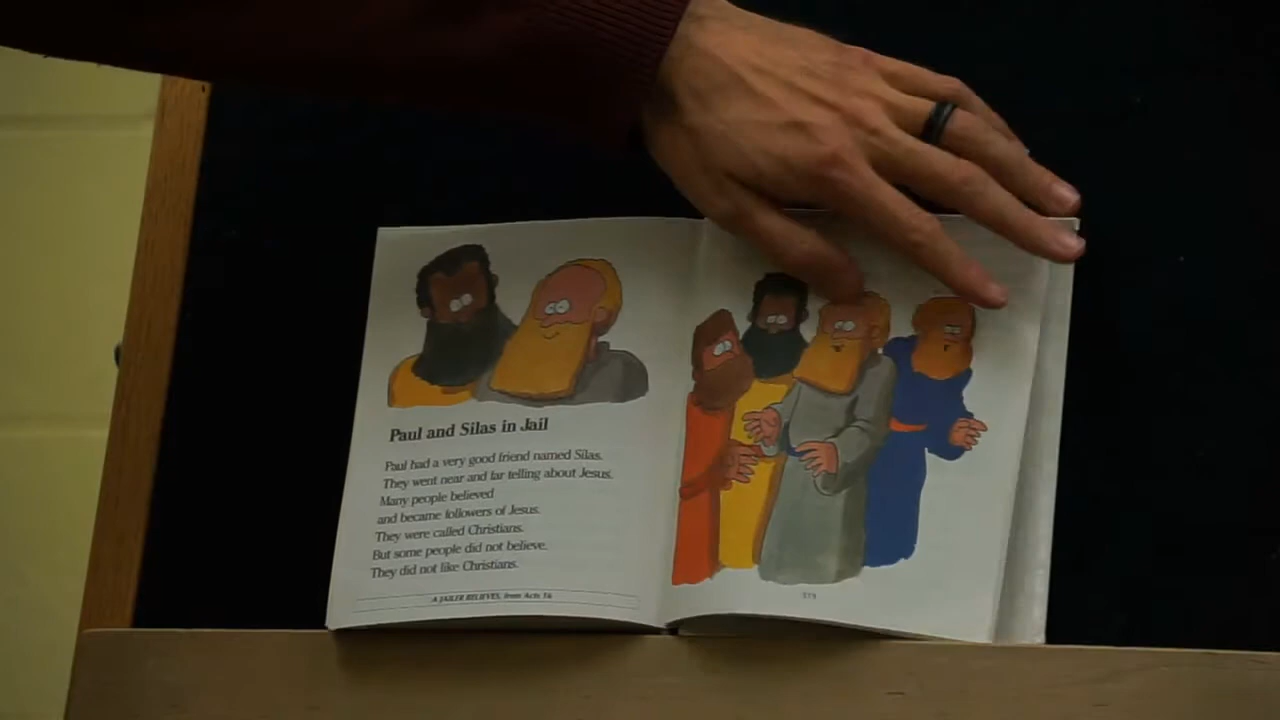 Paul and Silas in Jail
Paul had a very good friend named Silas.
They went near and far telling about Jesus.
Many people believed
and became followers of Jesus.
They were called Christians.
But some people did not believe.
They did not like Christians.
A JAILER BELIEVES, from Acts 16